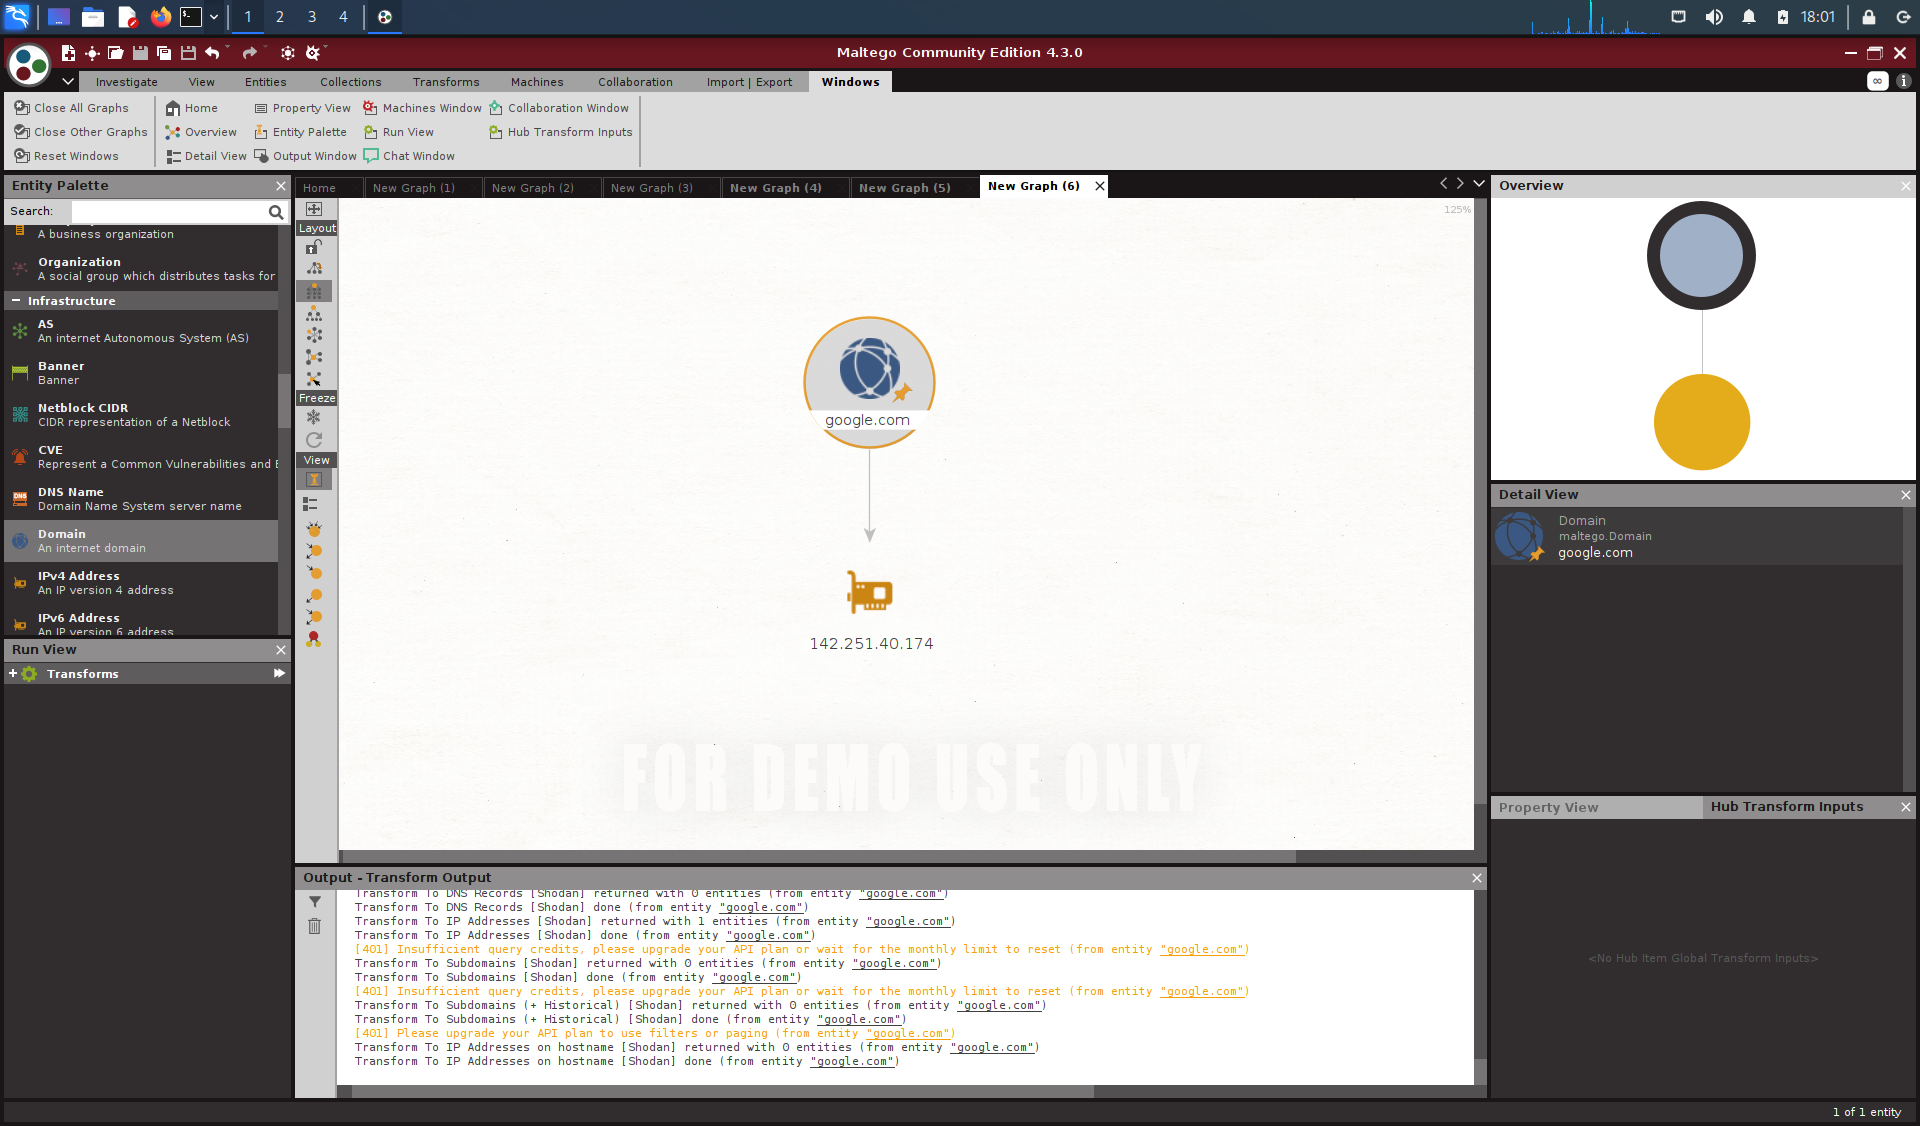 1 2 3 4 18:01
Maltego Community Edition 4.3.0
Investigate View Entities Collections Transforms Machines Collaboration Import | Export Windows
Close All Graphs Home Property View Machines Window Collaboration Window
Close Other Graphs Overview Entity Palette Run View Hub Transform Inputs
Reset Windows Detail View Output Window Chat Window
Entity Palette
Search:
A business organization
Organization
A social group which distributes tasks for
Infrastructure
AS
An internet Autonomous System (AS)
Banner
Banner
Netblock CIDR
CIDR representation of a Netblock
CVE
Represent a Common Vulnerabilities and E
DNS
DNS Name
Domain Name System server name
Domain
An internet domain
IPv4 Address
An IP version 4 address
IPv6 Address
An IP version 6 address
Run View
Transforms
Home New Graph (1) New Graph (2) New Graph (3) New Graph (4) New Graph (5) New Graph (6)
Layout
Freeze
View
125%
google.com
142.251.40.174
FOR DEMO USE ONLY
Output - Transform Output
Transform To DNS Records [Shodan] returned with 0 entities (from entity "google.com")
Transform To DNS Records [Shodan] done (from entity "google.com")
Transform To IP Addresses [Shodan] returned with 1 entities (from entity "google.com")
Transform To IP Addresses [Shodan] done (from entity "google.com")
[401] Insufficient query credits, please upgrade your API plan or wait for the monthly limit to reset (from entity "google.com")
Transform To Subdomains [Shodan] returned with 0 entities (from entity "google.com")
Transform To Subdomains [Shodan] done (from entity "google.com")
[401] Insufficient query credits, please upgrade your API plan or wait for the monthly limit to reset (from entity "google.com")
Transform To Subdomains (+ Historical) [Shodan] returned with 0 entities (from entity "google.com")
Transform To Subdomains (+ Historical) [Shodan] done (from entity "google.com")
[401] Please upgrade your API plan to use filters or paging (from entity "google.com")
Transform To IP Addresses on hostname [Shodan] returned with 0 entities (from entity "google.com")
Transform To IP Addresses on hostname [Shodan] done (from entity "google.com")
Overview
Detail View
Domain
maltego.Domain
google.com
Property View Hub Transform Inputs
<No Hub Item Global Transform Inputs>
1 of 1 entity